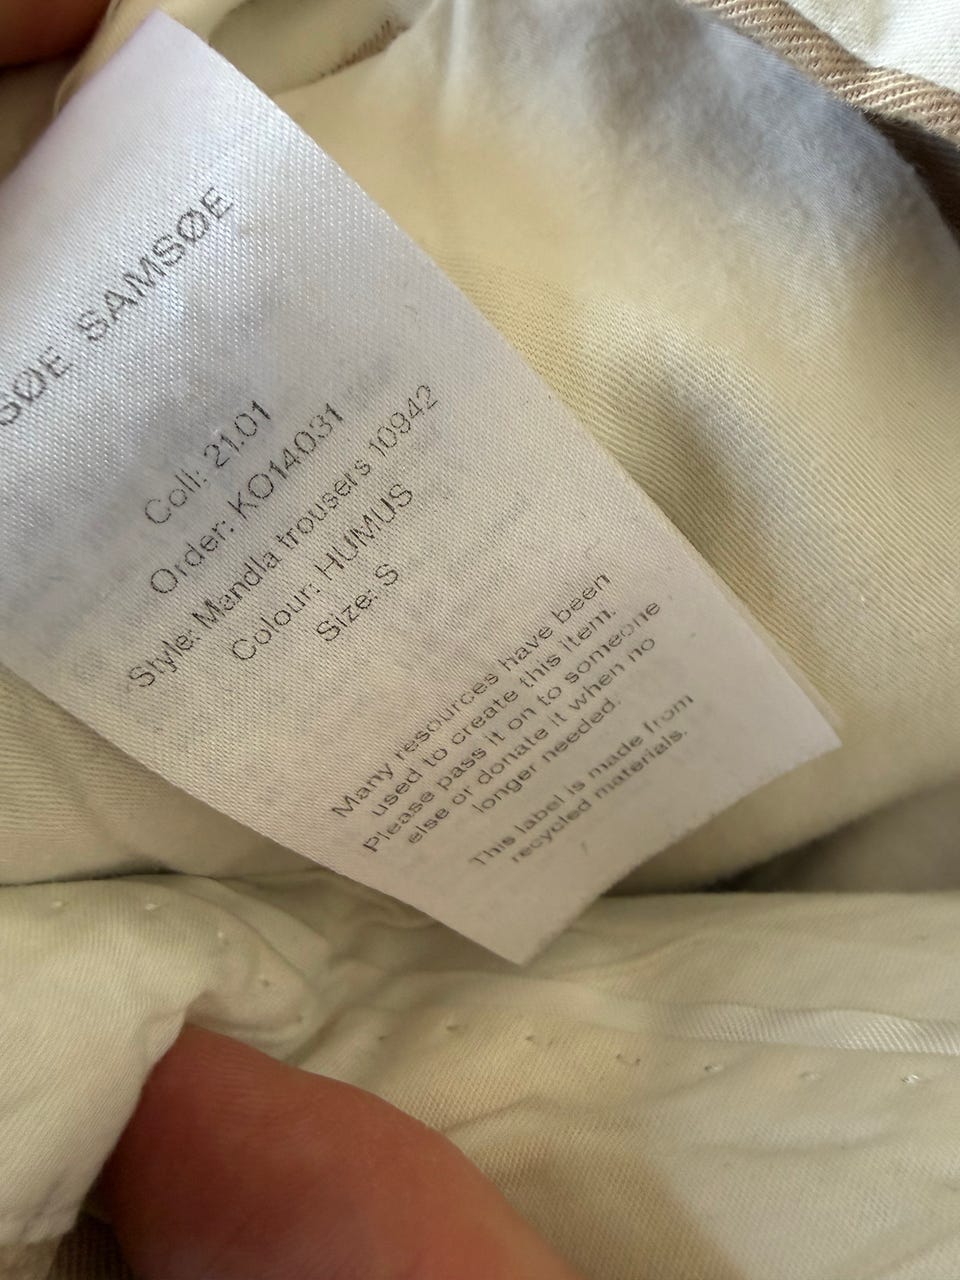 SØE SAMSØE
Coll: 21.01
Order: KO14031
Style: Mandla trousers 10942
Colour: HUMUS
Size: S
Many resources have been
used to create this item.
Please pass it on to someone
else or donate it when no
longer needed.
This label is made from
recycled materials.